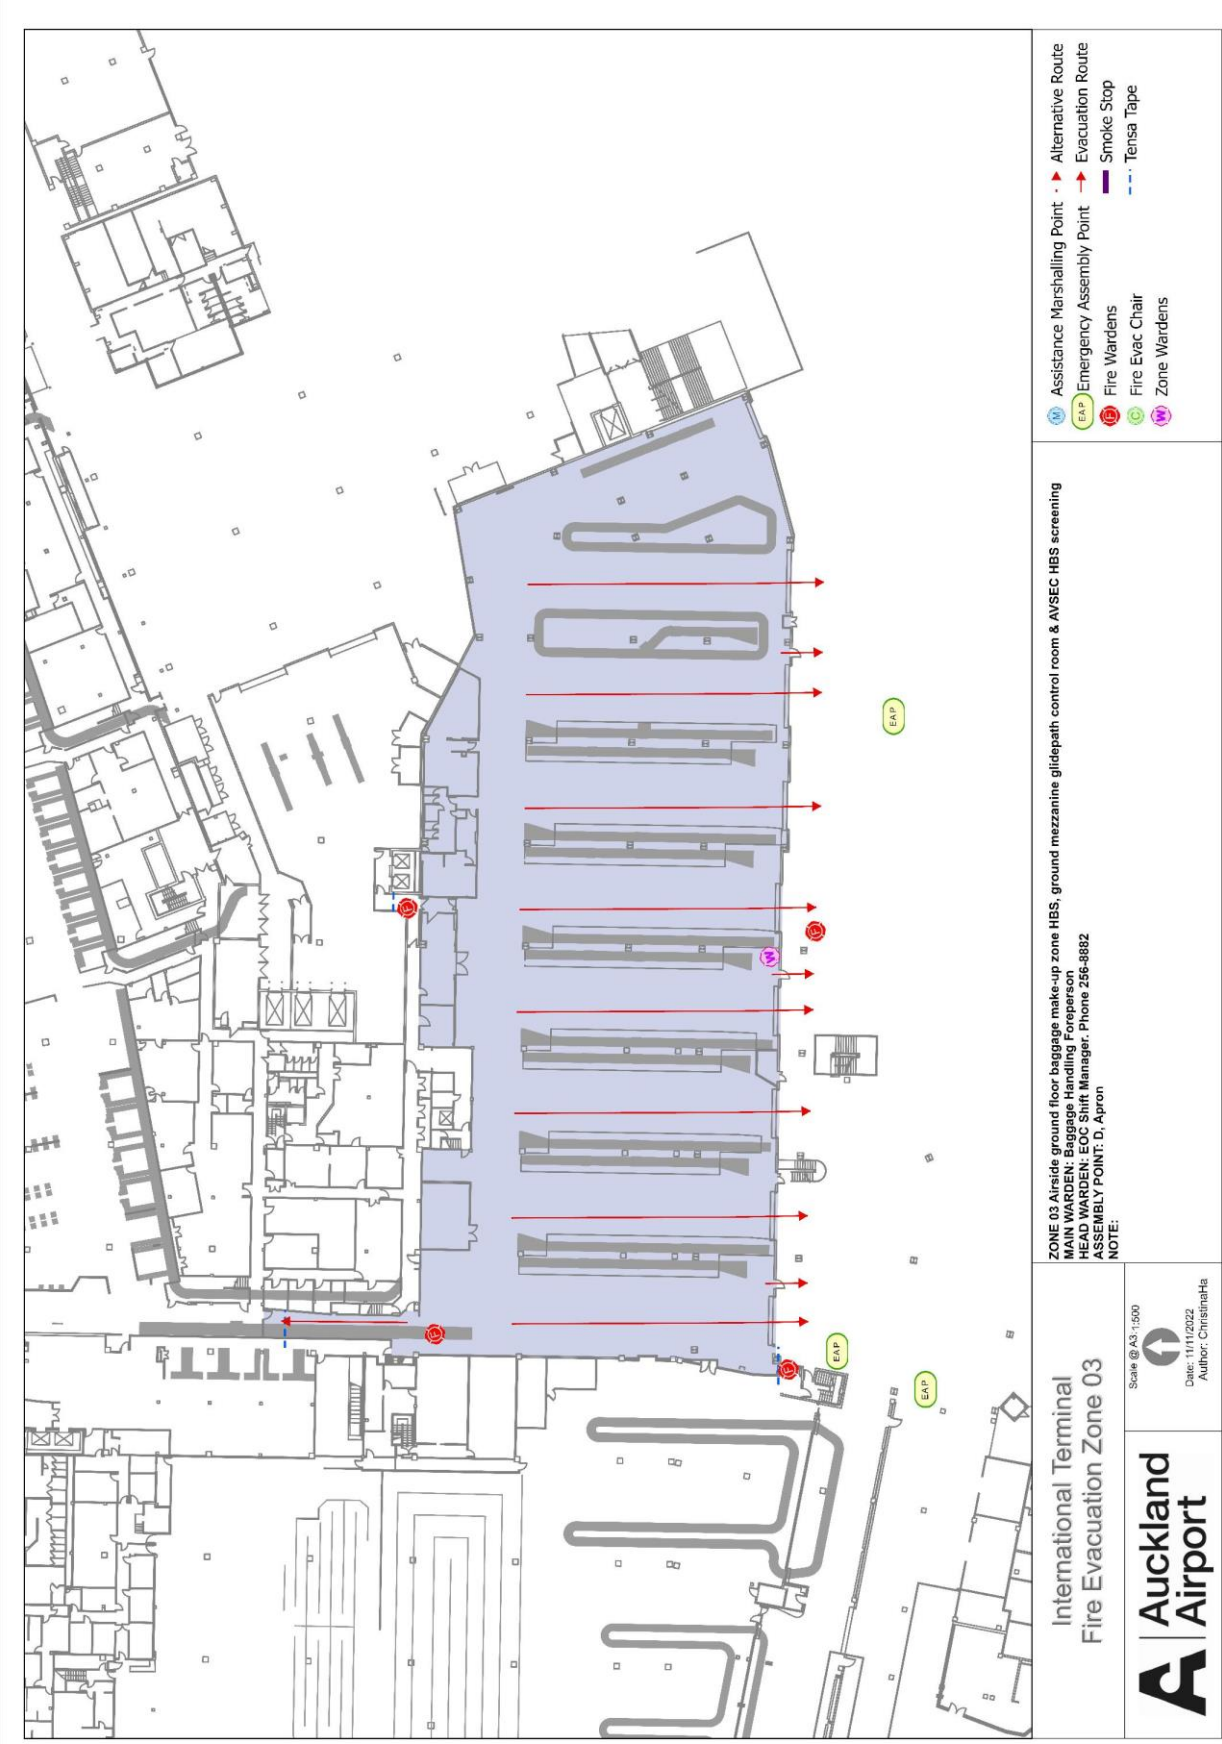 International Terminal
Fire Evacuation Zone 03
Auckland
Airport
Scale @ A3 1:500
Date: 11/11/2022
Author: ChristinaHa
ZONE 03 Airside ground floor baggage make-up zone HBS, ground mezzanine glidepath control room & AVSEC HBS screening
MAIN WARDEN: Baggage Handling Foreperson
HEAD WARDEN: EOC Shift Manager. Phone 256-8882
ASSEMBLY POINT: D, Apron
NOTE:
M Assistance Marshalling Point
EAP Emergency Assembly Point
F Fire Wardens
C Fire Evac Chair
W Zone Wardens
Alternative Route
Evacuation Route
Smoke Stop
Tensa Tape
F
F
F
F
W
EAP
EAP
EAP